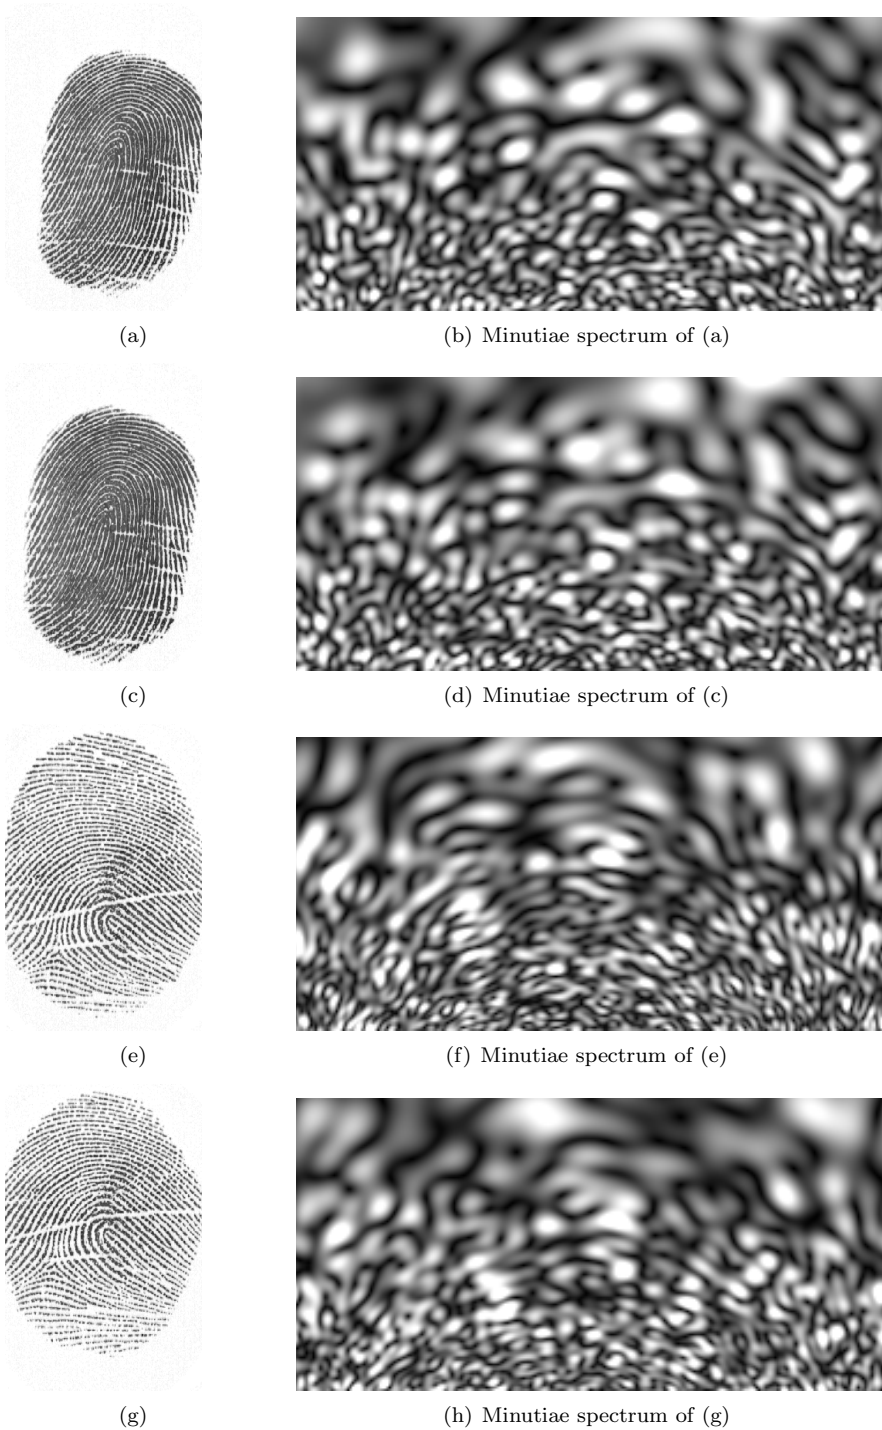 (a)
(b) Minutiae spectrum of (a)
(c)
(d) Minutiae spectrum of (c)
(e)
(f) Minutiae spectrum of (e)
(g)
(h) Minutiae spectrum of (g)